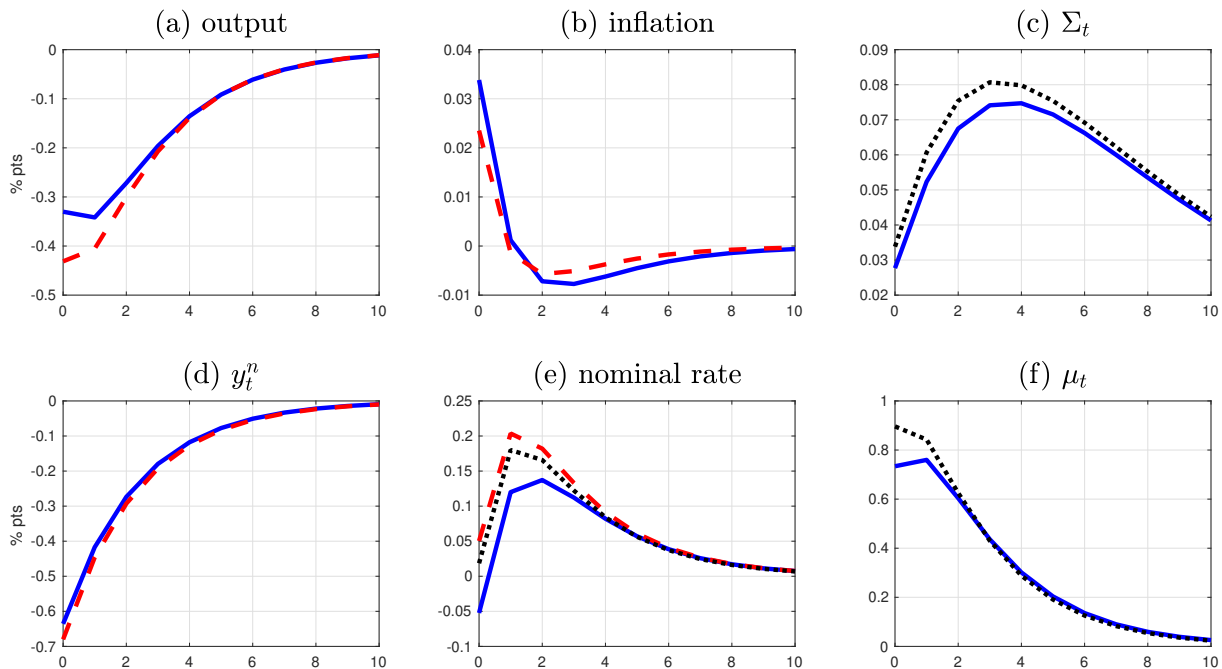 (a) output (b) inflation (c) Σₜ
0 0.04 0.09
-0.1 0.03 0.08
-0.2 0.02 0.07
-0.3 0.01 0.06
-0.4 0 0.05
-0.5 -0.01 0.04
0.03
0.02
% pts
0 2 4 6 8 10 0 2 4 6 8 10 0 2 4 6 8 10
(d) yₜⁿ (e) nominal rate (f) μₜ
0 0.25 1
-0.1 0.2 0.8
-0.2 0.15 0.6
-0.3 0.1 0.4
-0.4 0.05 0.2
-0.5 0 0
-0.6 -0.05
-0.7 -0.1
% pts
0 2 4 6 8 10 0 2 4 6 8 10 0 2 4 6 8 10